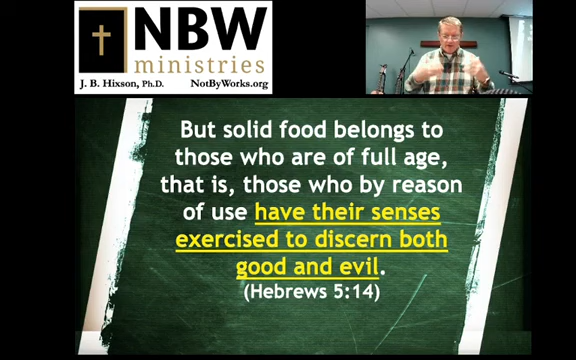 NBW
ministries
J. B. Hixson, Ph.D. NotByWorks.org
But solid food belongs to
those who are of full age,
that is, those who by reason
of use have their senses
exercised to discern both
good and evil.
(Hebrews 5:14)